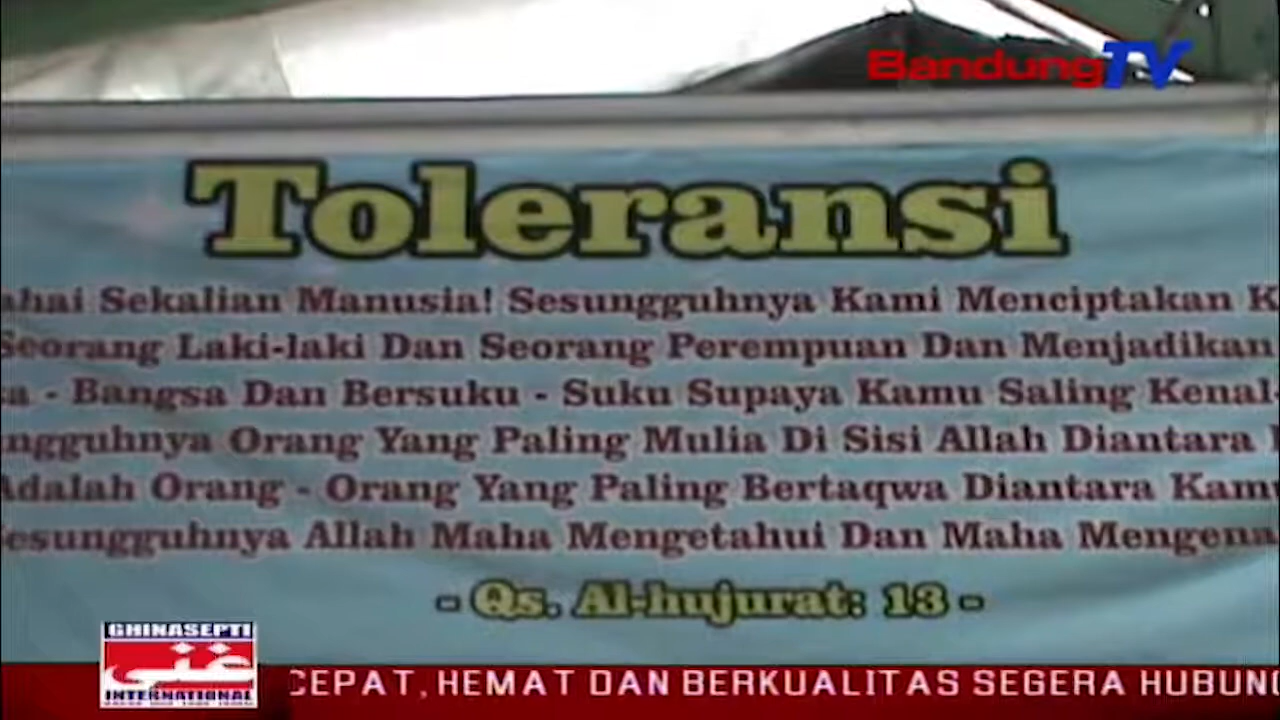 BandungTV
Toleransi
ahai Sekalian Manusia! Sesungguhnya Kami Menciptakan K
Seorang Laki-laki Dan Seorang Perempuan Dan Menjadikan
sa - Bangsa Dan Bersuku - Suku Supaya Kamu Saling Kenal-
ungguhnya Orang Yang Paling Mulia Di Sisi Allah Diantara
Adalah Orang - Orang Yang Paling Bertaqwa Diantara Kamu
Sesungguhnya Allah Maha Mengetahui Dan Maha Mengena
- Qs. Al-hujurat: 13 -
GHINASEPTI
غنى
INTERNATIONAL
CEPAT, HEMAT DAN BERKUALITAS SEGERA HUBUNG